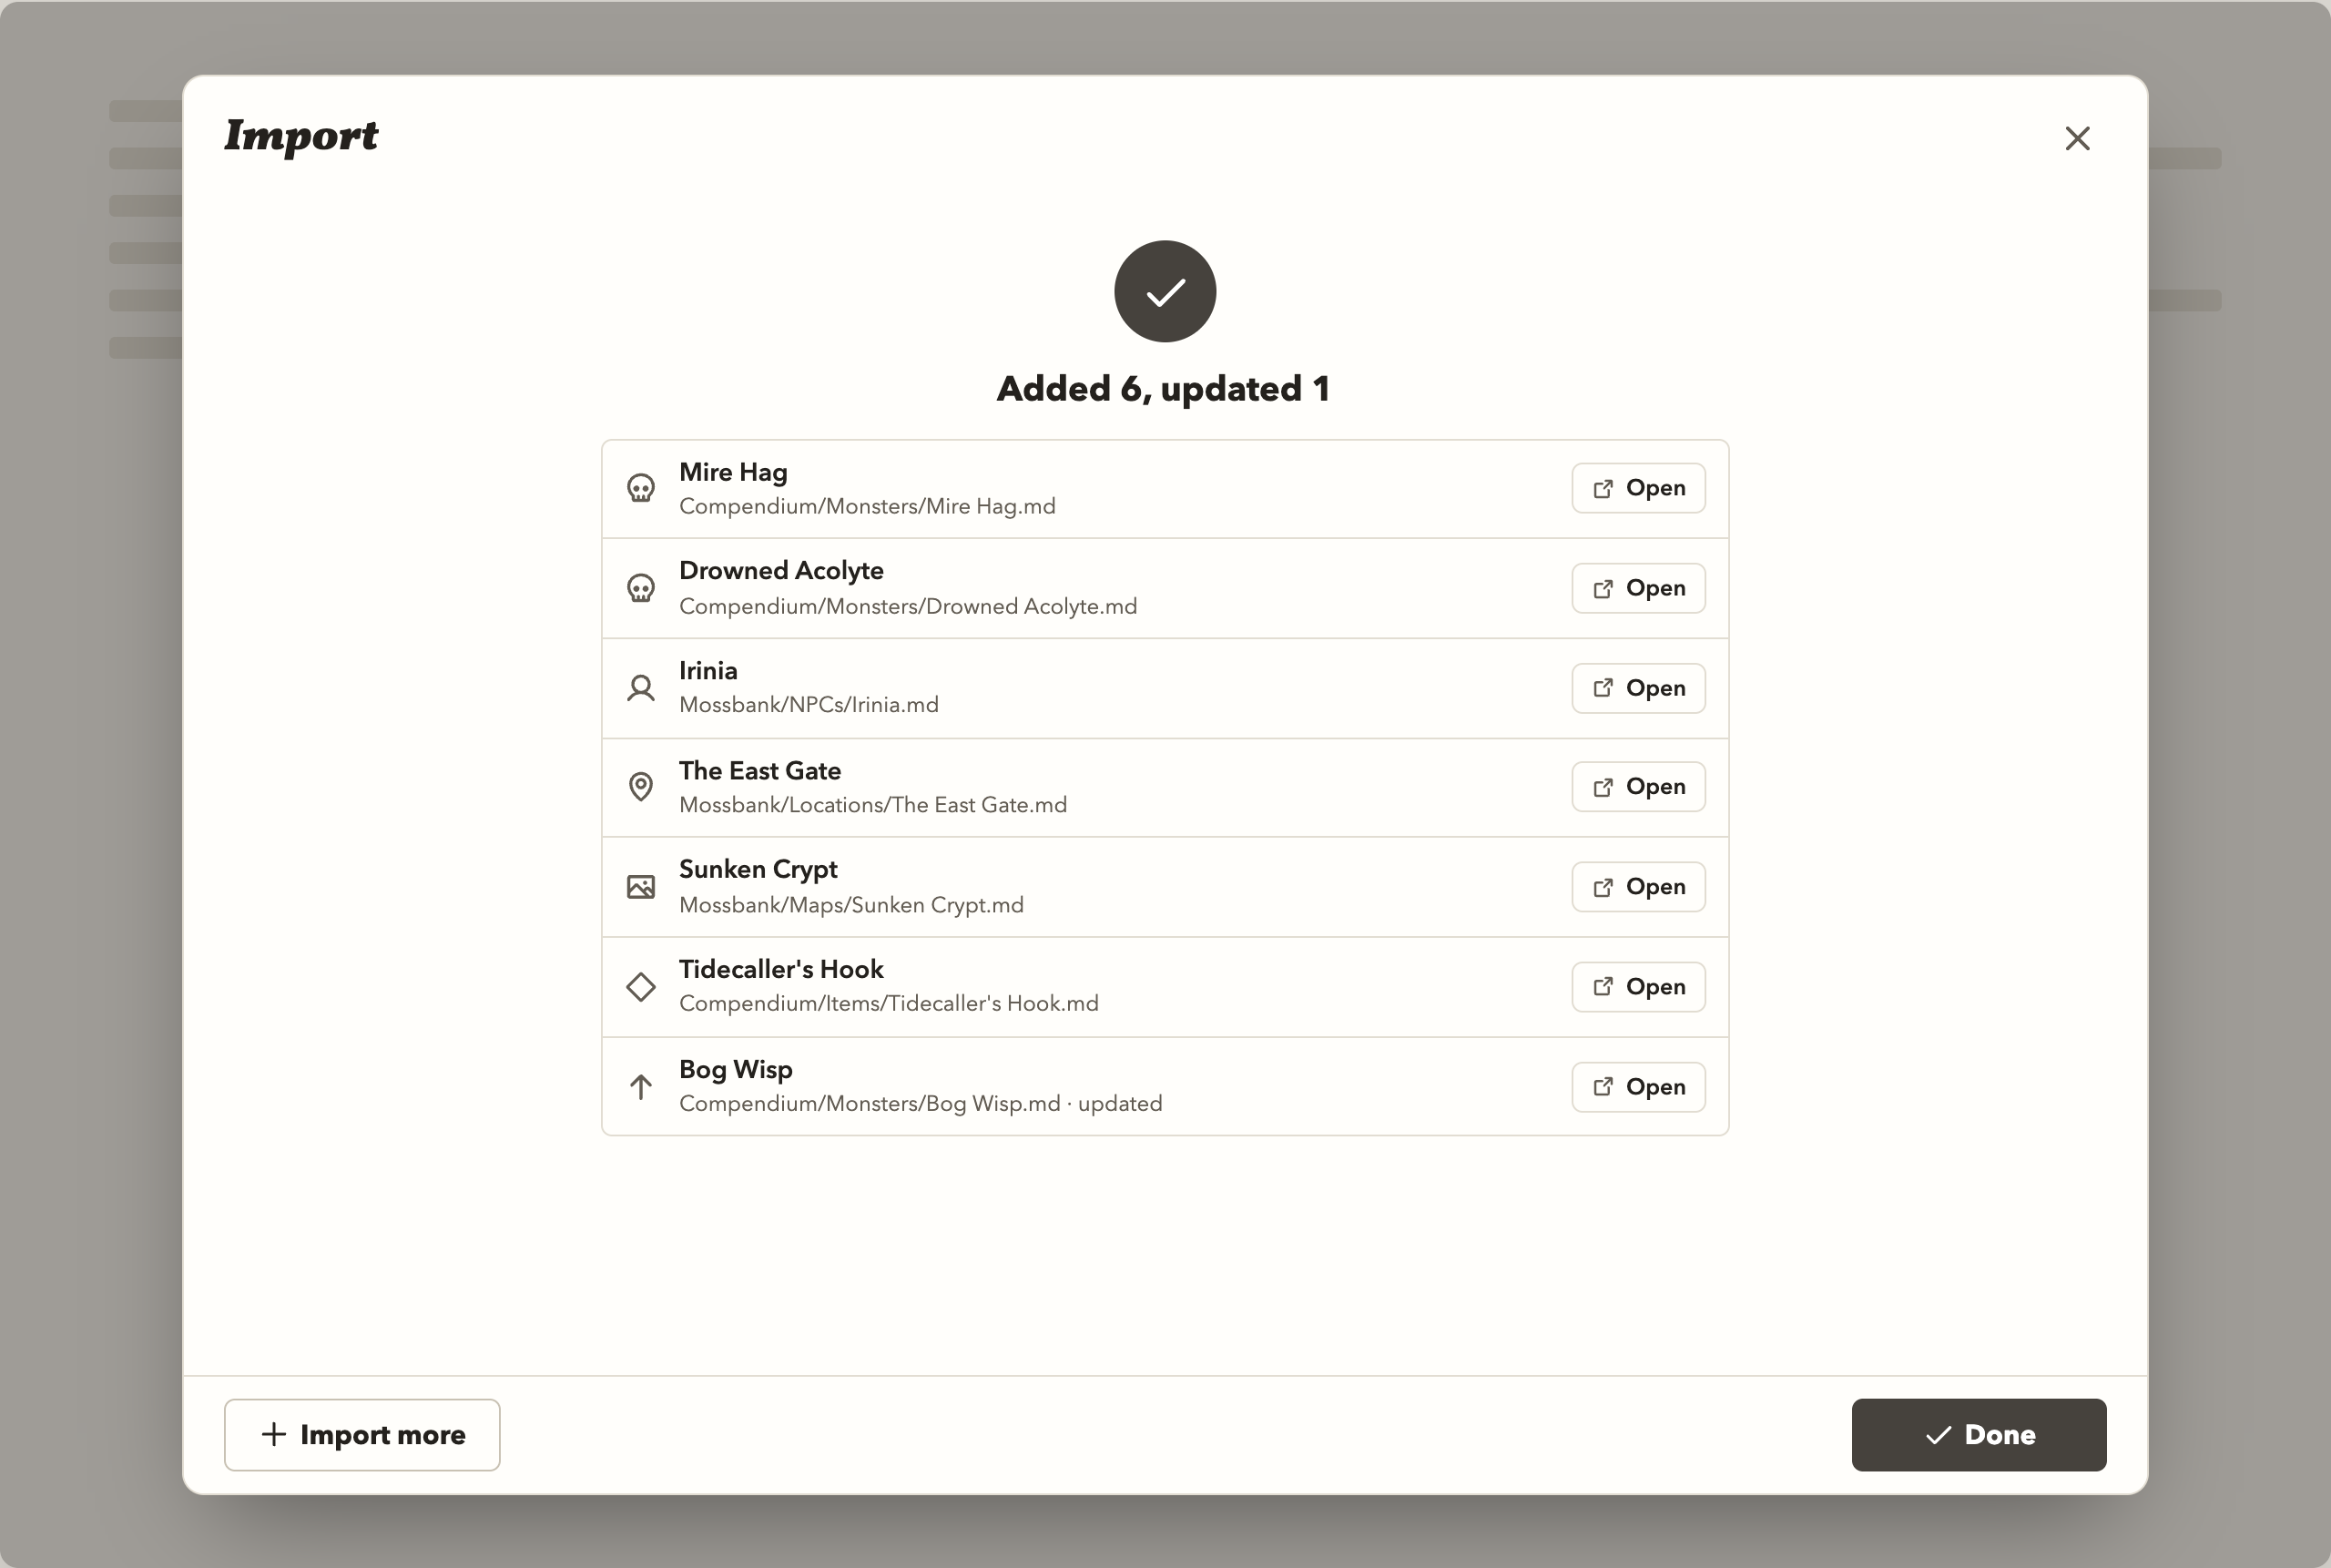 Import
Added 6, updated 1
Mire Hag
Compendium/Monsters/Mire Hag.md
Open
Drowned Acolyte
Compendium/Monsters/Drowned Acolyte.md
Open
Irinia
Mossbank/NPCs/Irinia.md
Open
The East Gate
Mossbank/Locations/The East Gate.md
Open
Sunken Crypt
Mossbank/Maps/Sunken Crypt.md
Open
Tidecaller's Hook
Compendium/Items/Tidecaller's Hook.md
Open
Bog Wisp
Compendium/Monsters/Bog Wisp.md · updated
Open
Import more
Done